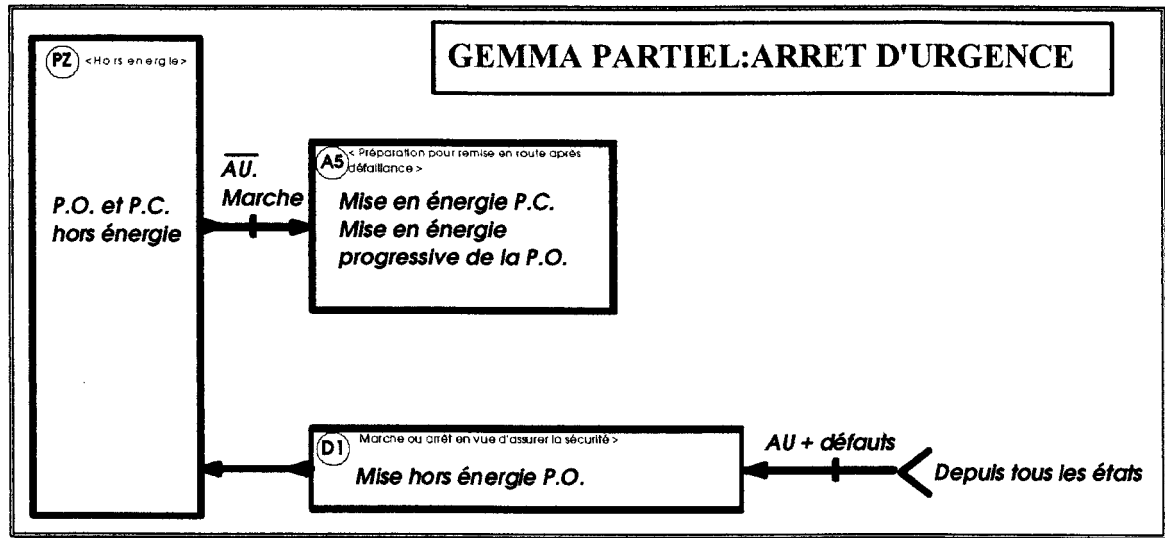 GEMMA PARTIEL:ARRET D'URGENCE
PZ <Hors energie>
P.O. et P.C.
hors énergie
A̅U̅.
Marche
A5 < Préparation pour remise en route après
défaillance >
Mise en énergie P.C.
Mise en énergie
progressive de la P.O.
D1 Marche ou arrêt en vue d'assurer la sécurité >
Mise hors énergie P.O.
AU + défauts
Depuis tous les états